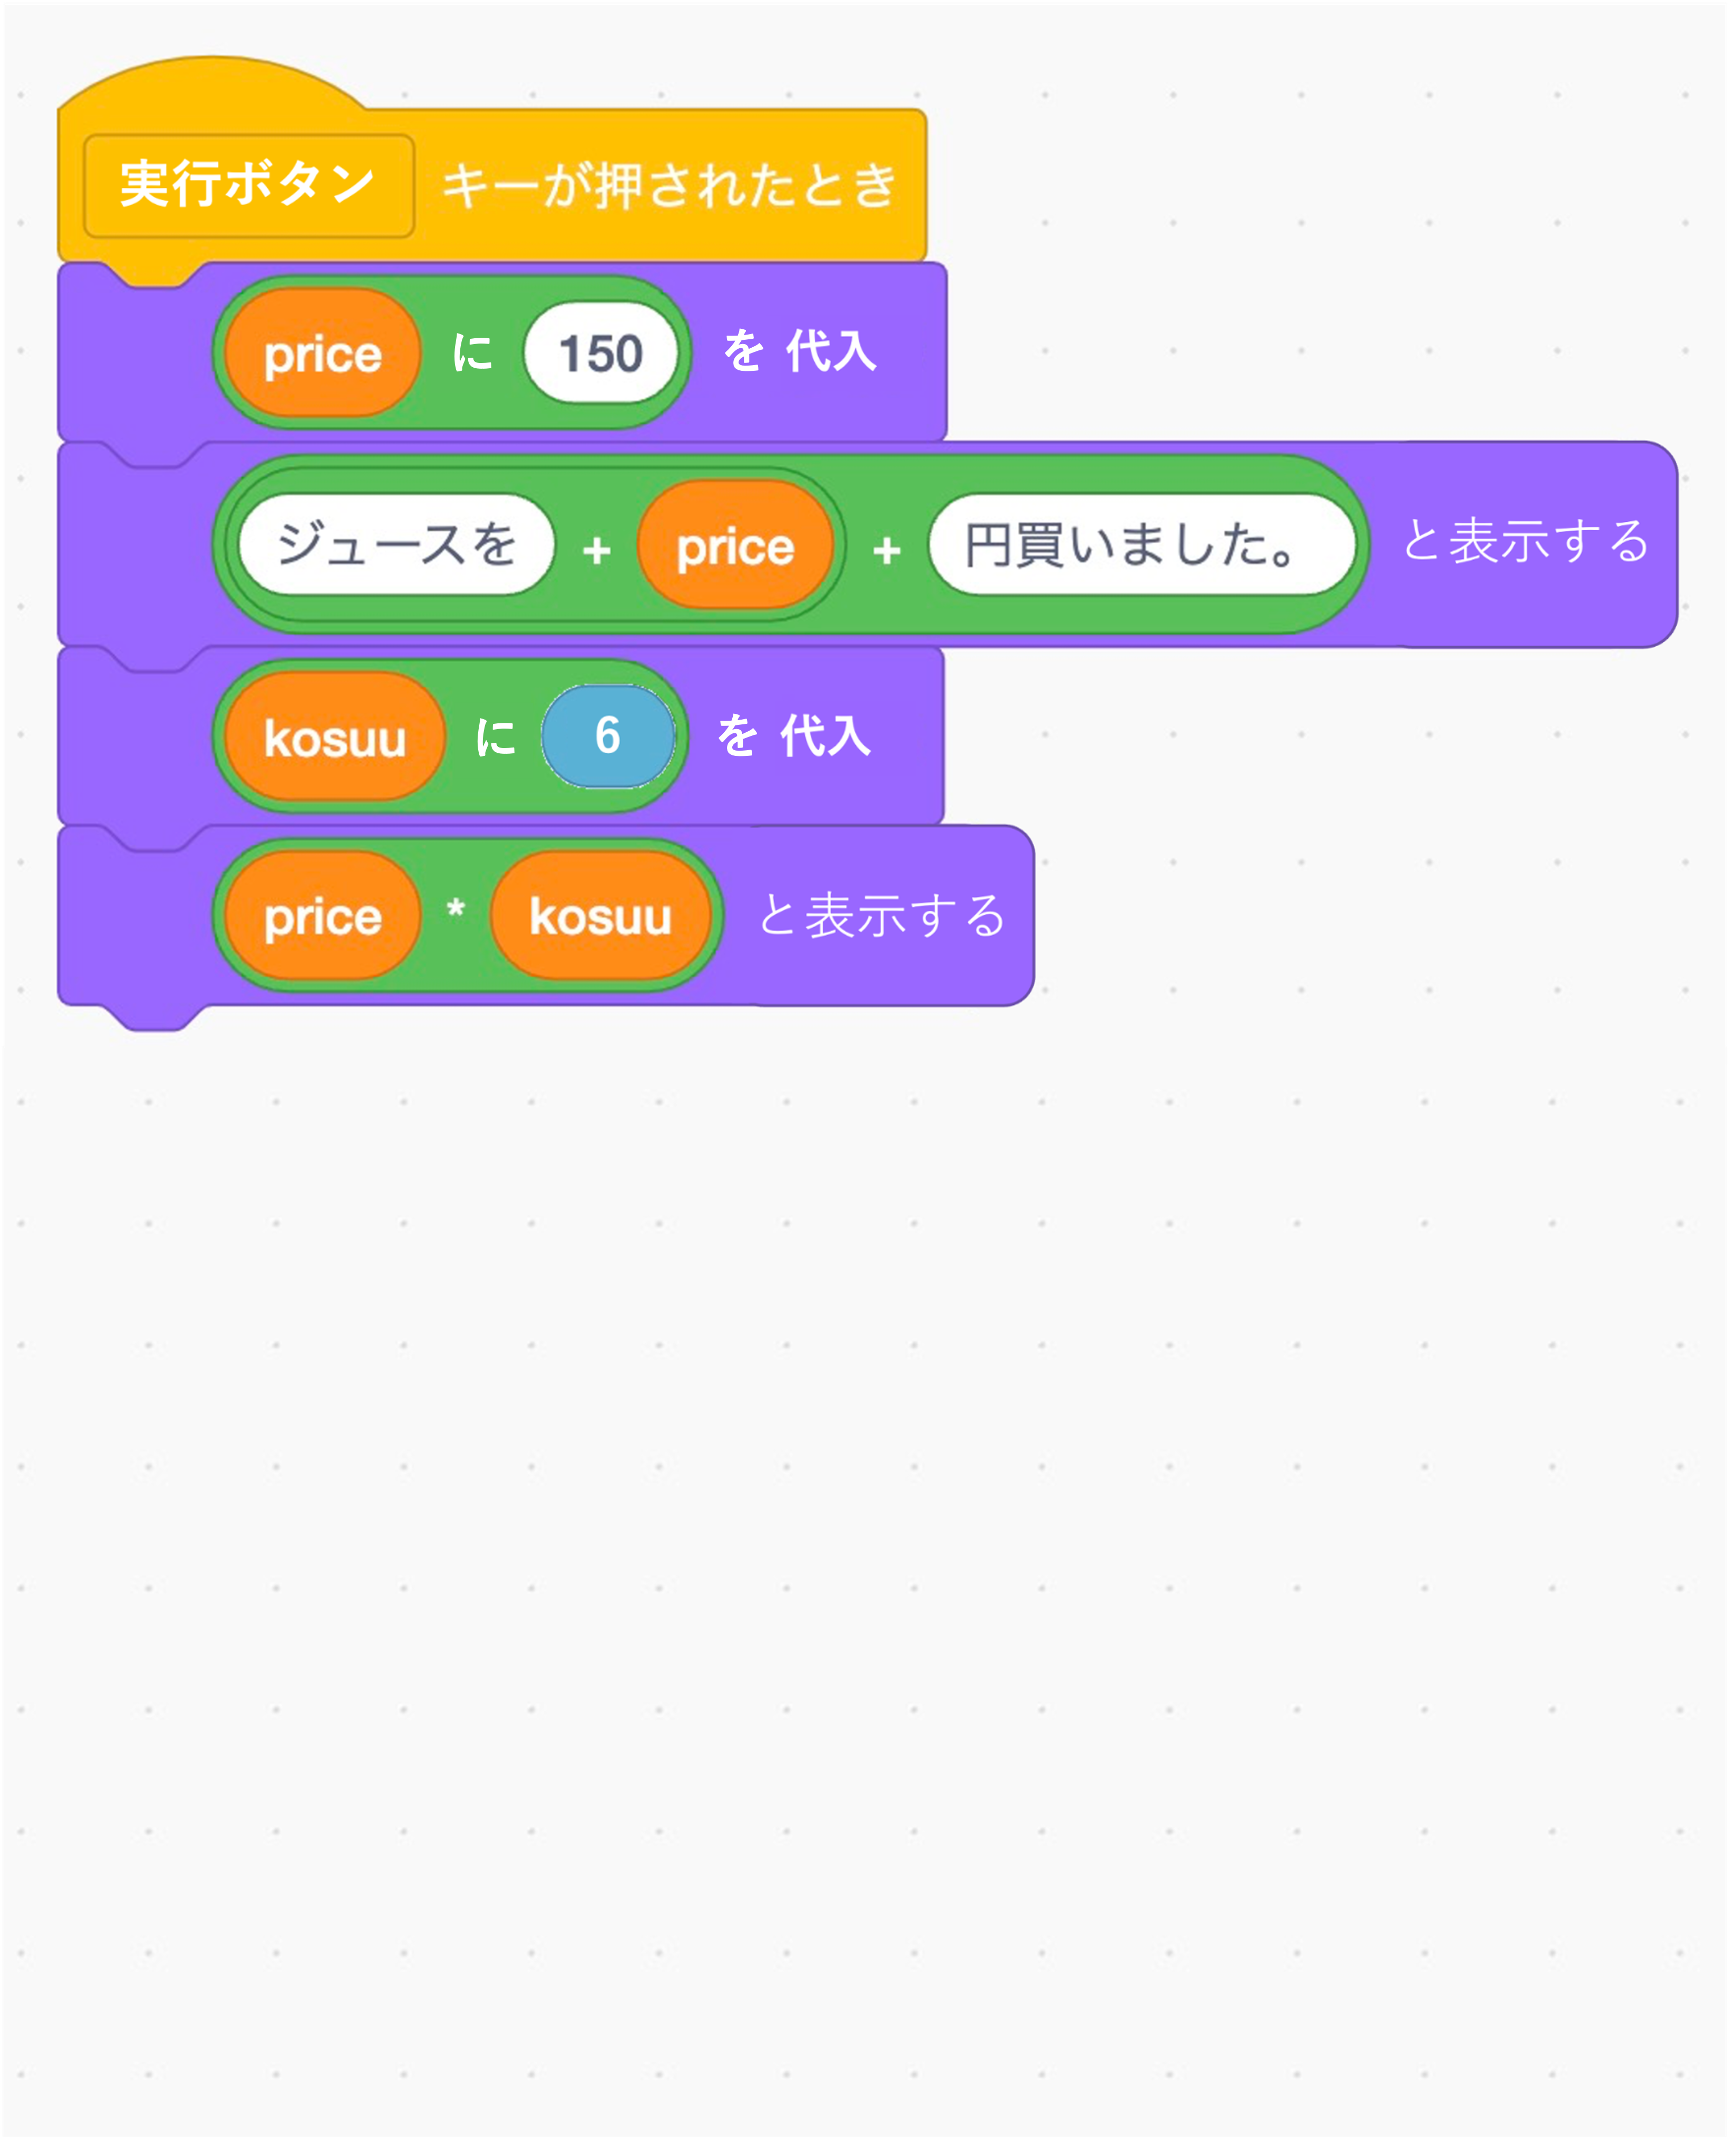 実行ボタン キーが押されたとき
price に 150 を 代入
ジュースを + price + 円買いました。 と表示する
kosuu に 6 を 代入
price * kosuu と表示する